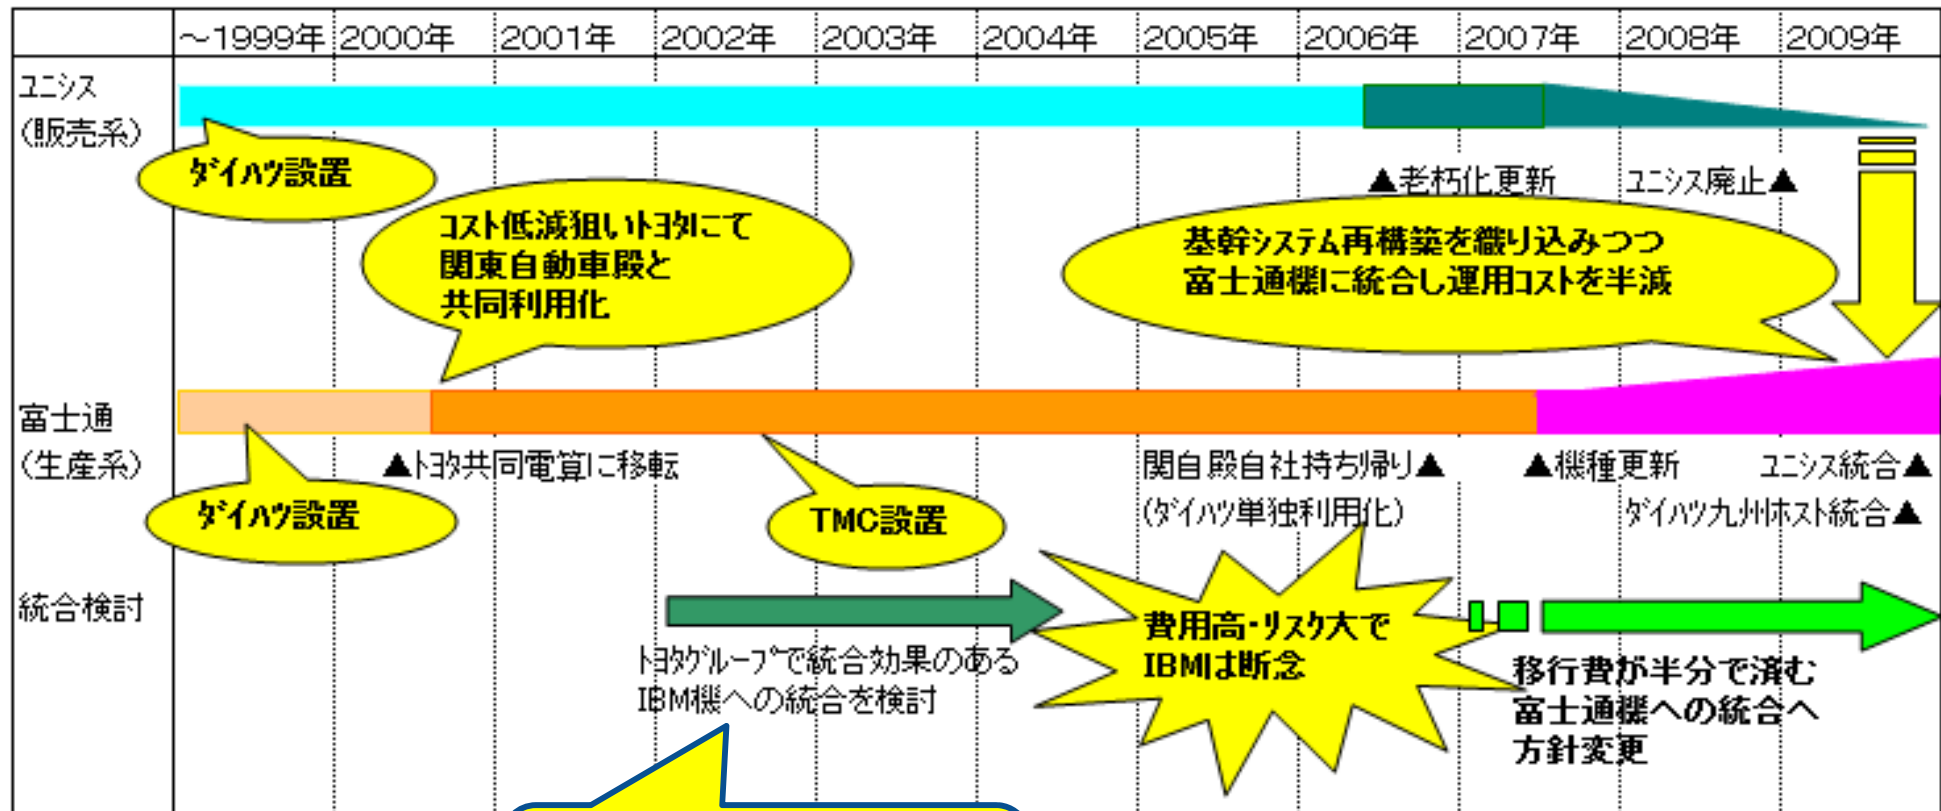 ～1999年 2000年 2001年 2002年 2003年 2004年 2005年 2006年 2007年 2008年 2009年
ﾕﾆｼｽ
（販売系）
ﾀﾞｲﾊﾂ設置
▲老朽化更新
ﾕﾆｼｽ廃止▲
ｺｽﾄ低減狙いﾄﾖﾀにて
関東自動車殿と
共同利用化
基幹ｼｽﾃﾑ再構築を織り込みつつ
富士通機に統合し運用ｺｽﾄを半減
富士通
（生産系）
▲ﾄﾖﾀ共同電算に移転
関自殿自社持ち帰り▲
(ﾀﾞｲﾊﾂ単独利用化)
▲機種更新
ﾕﾆｼｽ統合▲
ﾀﾞｲﾊﾂ九州ﾎｽﾄ統合▲
ﾀﾞｲﾊﾂ設置
TMC設置
統合検討
ﾄﾖﾀｸﾞﾙｰﾌﾟで統合効果のある
IBM機への統合を検討
費用高・ﾘｽｸ大で
IBMは断念
移行費が半分で済む
富士通機への統合へ
方針変更